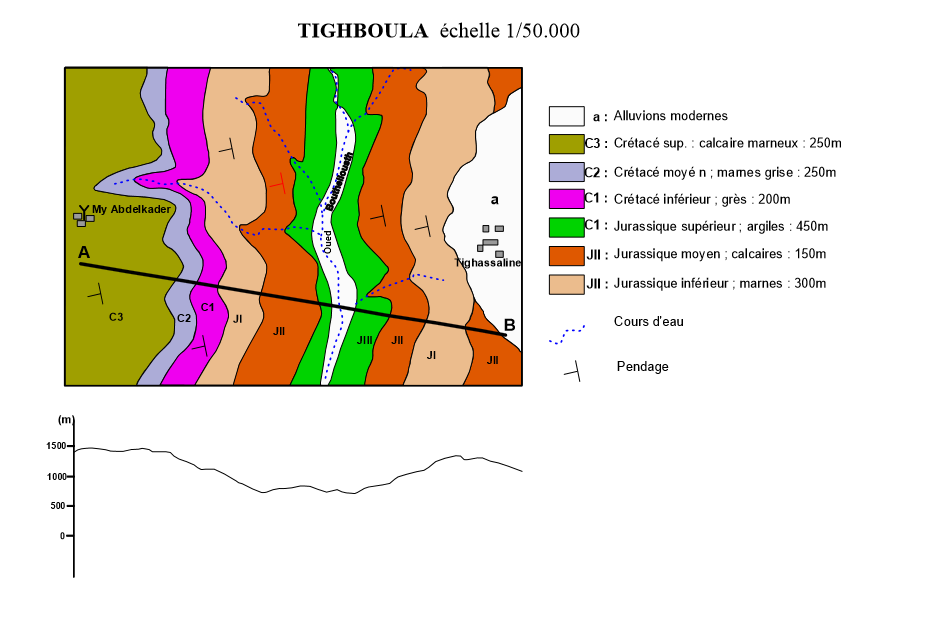 TIGHBOULA échelle 1/50.000
a : Alluvions modernes
C3 : Crétacé sup. : calcaire marneux : 250m
C2 : Crétacé moyé n ; marnes grise : 250m
C1 : Crétacé inférieur ; grès : 200m
C1 : Jurassique supérieur ; argiles : 450m
JII : Jurassique moyen ; calcaires : 150m
JII : Jurassique inférieur ; marnes : 300m
Cours d'eau
Pendage
My Abdelkader
a
Tighassaline
Oued
A
B
C3
C2
C1
JI
JII
JIII
JII
JI
JII
(m)
1500
1000
500
0